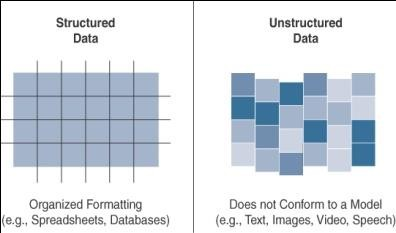 Structured
Data
Organized Formatting
(e.g., Spreadsheets, Databases)
Unstructured
Data
Does not Conform to a Model
(e.g., Text, Images, Video, Speech)